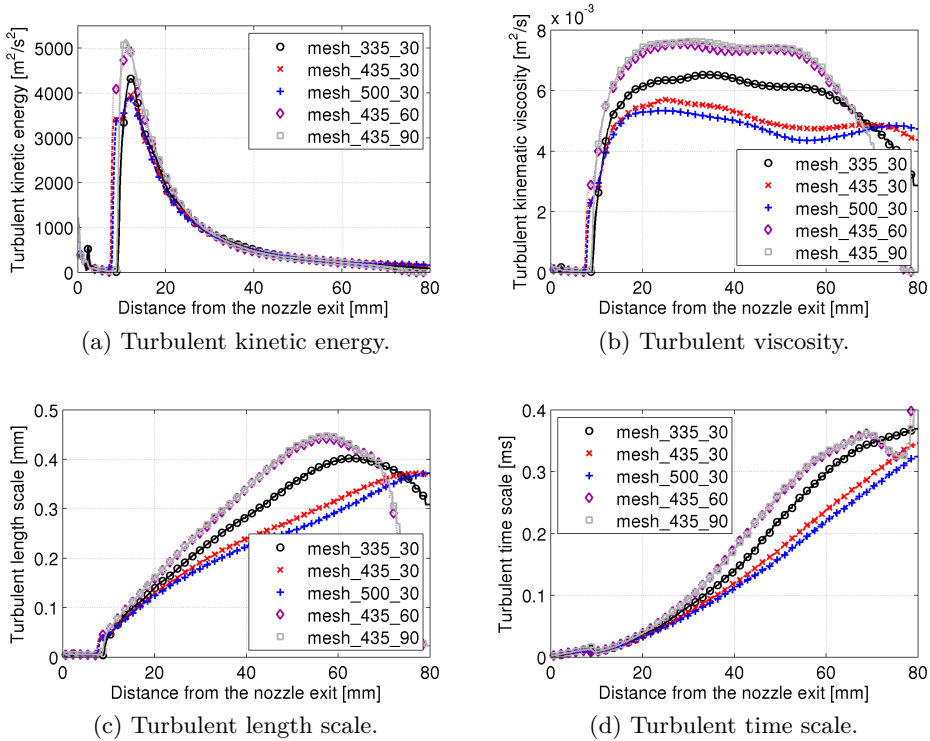 Turbulent kinetic energy [m²/s²]
5000
4000
3000
2000
1000
0
0 20 40 60 80
Distance from the nozzle exit [mm]
mesh_335_30
mesh_435_30
mesh_500_30
mesh_435_60
mesh_435_90
(a) Turbulent kinetic energy.
Turbulent kinematic viscosity [m²/s]
x 10⁻³
8
6
4
2
0
0 20 40 60 80
Distance from the nozzle exit [mm]
mesh_335_30
mesh_435_30
mesh_500_30
mesh_435_60
mesh_435_90
(b) Turbulent viscosity.
Turbulent length scale [mm]
0.5
0.4
0.3
0.2
0.1
0
0 20 40 60 80
Distance from the nozzle exit [mm]
mesh_335_30
mesh_435_30
mesh_500_30
mesh_435_60
mesh_435_90
(c) Turbulent length scale.
Turbulent time scale [ms]
0.4
0.3
0.2
0.1
0
0 20 40 60 80
Distance from the nozzle exit [mm]
mesh_335_30
mesh_435_30
mesh_500_30
mesh_435_60
mesh_435_90
(d) Turbulent time scale.